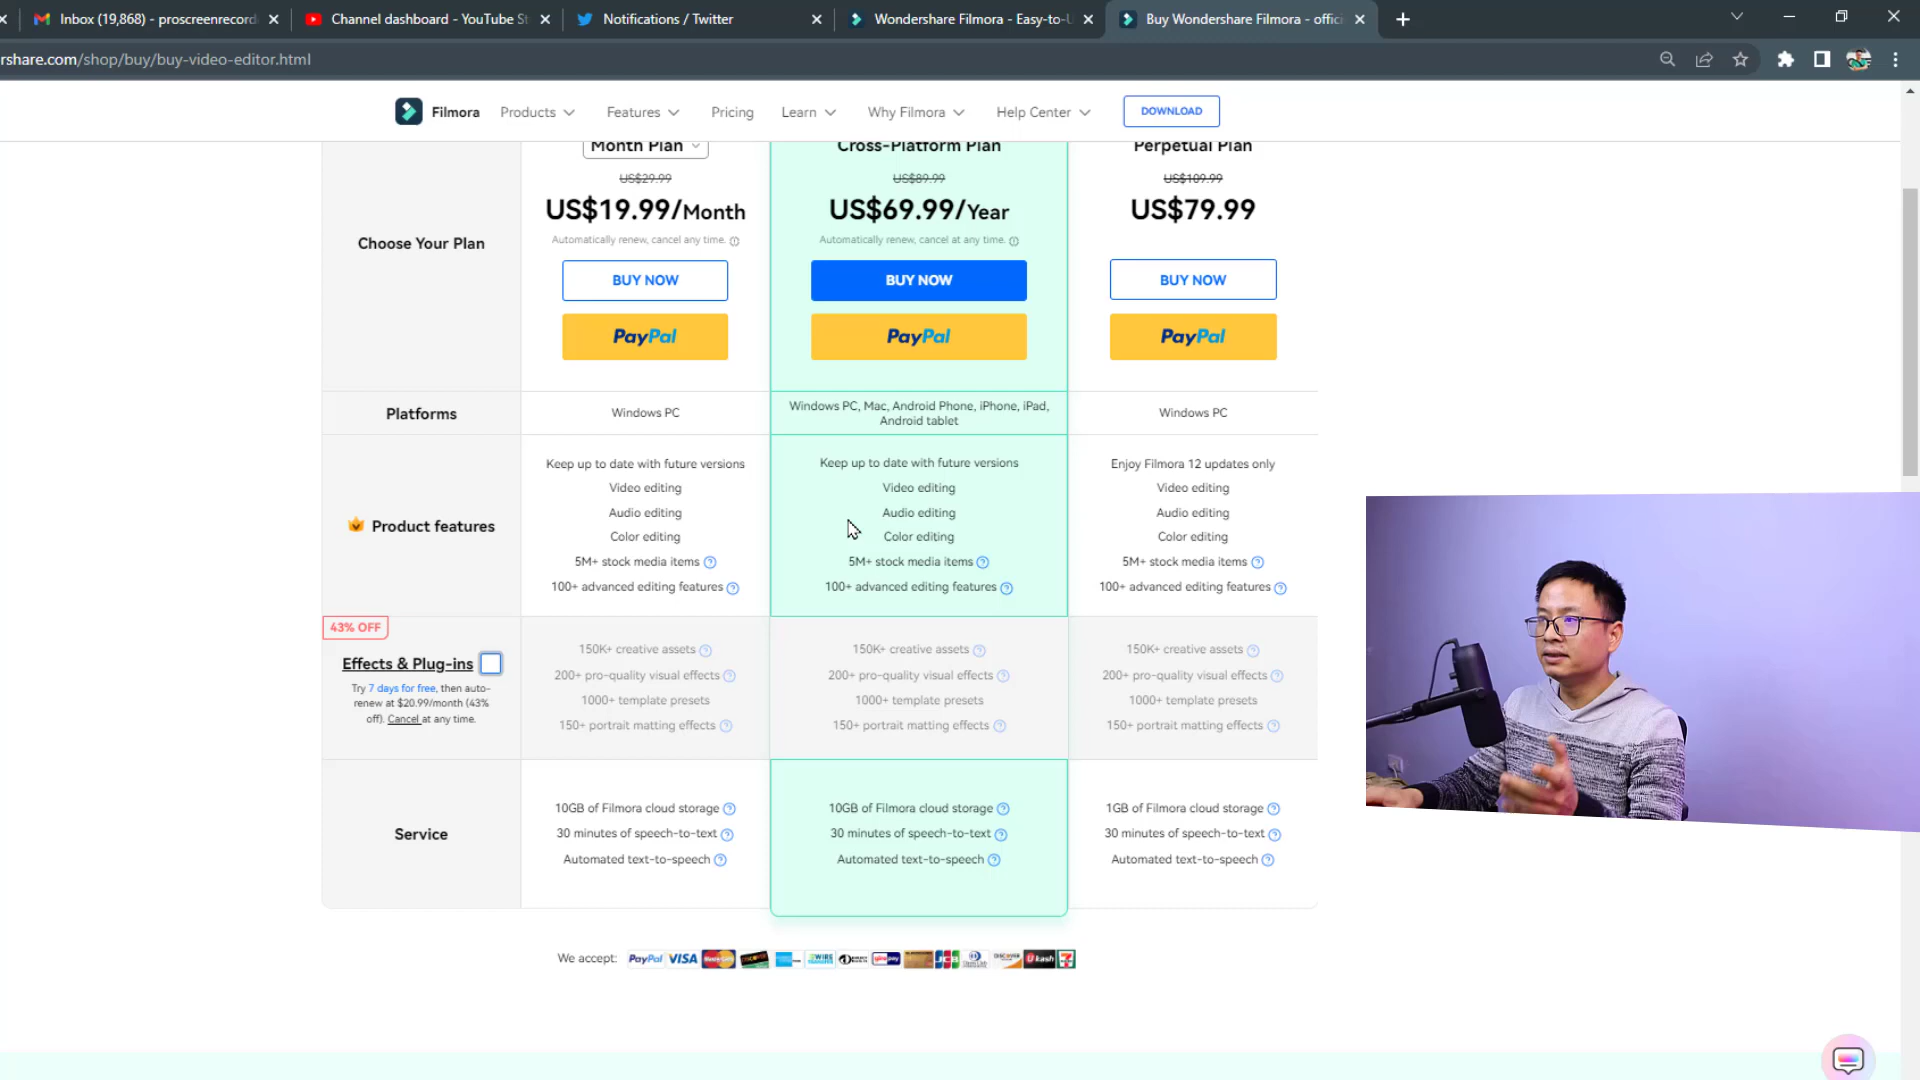 Inbox (19,868) - proscreenrecord
Channel dashboard - YouTube St
Notifications / Twitter
Wondershare Filmora - Easy-to-U
Buy Wondershare Filmora - offici
rshare.com/shop/buy/buy-video-editor.html
Filmora
Products
Features
Pricing
Learn
Why Filmora
Help Center
DOWNLOAD
Month Plan
Cross-Platform Plan
Perpetual Plan
US$29.99
US$89.99
US$109.99
US$19.99/Month
US$69.99/Year
US$79.99
Choose Your Plan
Automatically renew, cancel any time.
Automatically renew, cancel at any time.
BUY NOW
BUY NOW
BUY NOW
PayPal
PayPal
PayPal
Platforms
Windows PC
Windows PC, Mac, Android Phone, iPhone, iPad,
Android tablet
Windows PC
Product features
Keep up to date with future versions
Video editing
Audio editing
Color editing
5M+ stock media items
100+ advanced editing features
Keep up to date with future versions
Video editing
Audio editing
Color editing
5M+ stock media items
100+ advanced editing features
Enjoy Filmora 12 updates only
Video editing
Audio editing
Color editing
5M+ stock media items
100+ advanced editing features
43% OFF
Effects & Plug-ins
Try 7 days for free, then auto-
renew at $20.99/month (43%
off). Cancel at any time.
150K+ creative assets
200+ pro-quality visual effects
1000+ template presets
150+ portrait matting effects
150K+ creative assets
200+ pro-quality visual effects
1000+ template presets
150+ portrait matting effects
150K+ creative assets
200+ pro-quality visual effects
1000+ template presets
150+ portrait matting effects
Service
10GB of Filmora cloud storage
30 minutes of speech-to-text
Automated text-to-speech
10GB of Filmora cloud storage
30 minutes of speech-to-text
Automated text-to-speech
1GB of Filmora cloud storage
30 minutes of speech-to-text
Automated text-to-speech
We accept: PayPal VISA